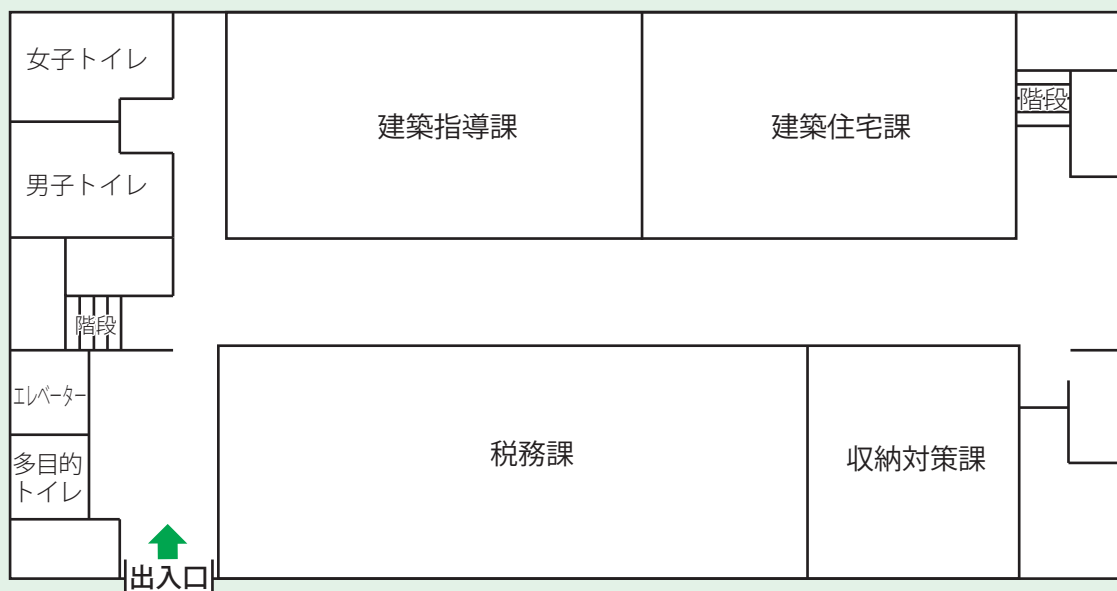 女子トイレ
建築指導課
建築住宅課
階段
男子トイレ
階段
エレベーター
多目的
トイレ
税務課
収納対策課
出入口